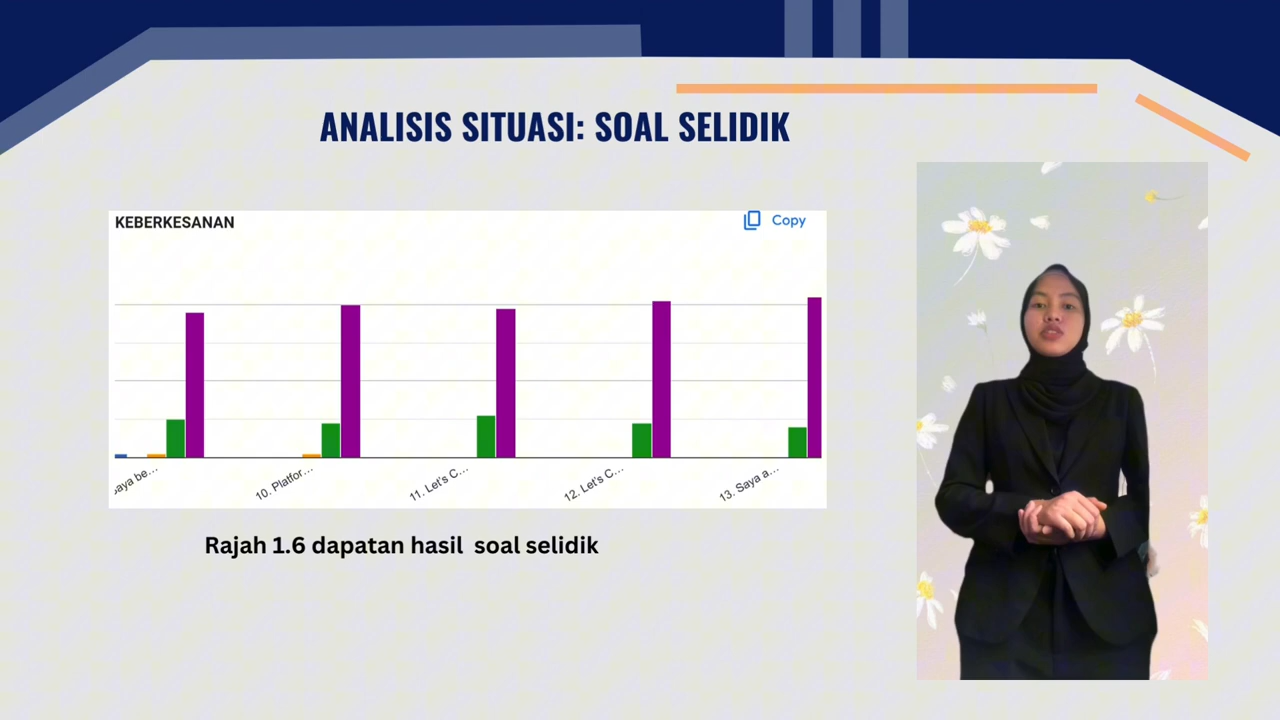 ANALISIS SITUASI: SOAL SELIDIK
KEBERKESANAN
Copy
saya be...
10. Platfor...
11. Let's C...
12. Let's C...
13. Saya a...
Rajah 1.6 dapatan hasil soal selidik